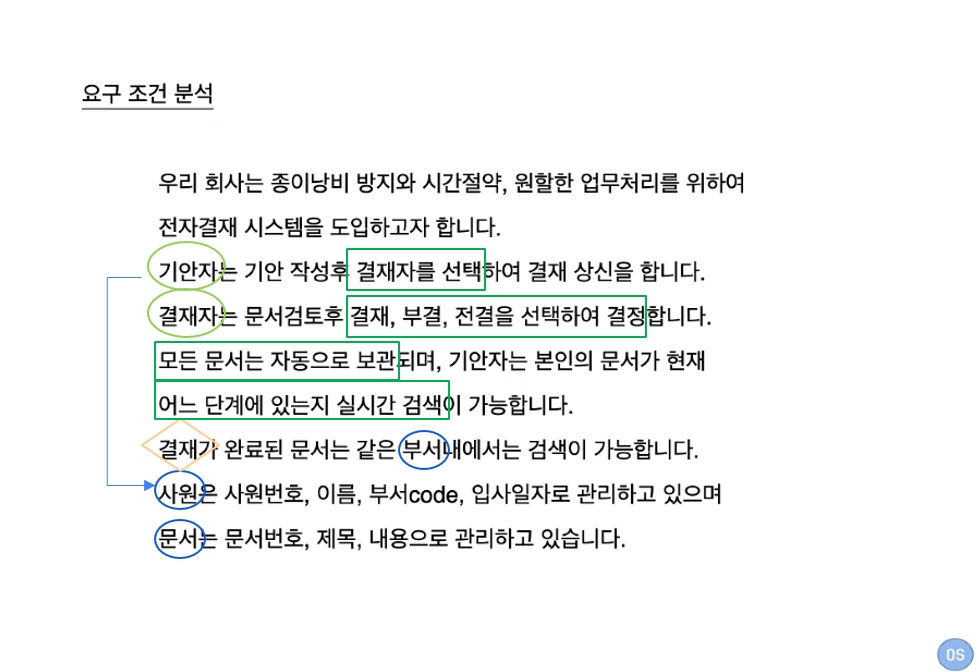 요구 조건 분석
우리 회사는 종이낭비 방지와 시간절약, 원할한 업무처리를 위하여
전자결재 시스템을 도입하고자 합니다.
기안자는 기안 작성후 결재자를 선택하여 결재 상신을 합니다.
결재자는 문서검토후 결재, 부결, 전결을 선택하여 결정합니다.
모든 문서는 자동으로 보관되며, 기안자는 본인의 문서가 현재
어느 단계에 있는지 실시간 검색이 가능합니다.
결재가 완료된 문서는 같은 부서내에서는 검색이 가능합니다.
사원은 사원번호, 이름, 부서code, 입사일자로 관리하고 있으며
문서는 문서번호, 제목, 내용으로 관리하고 있습니다.
OS